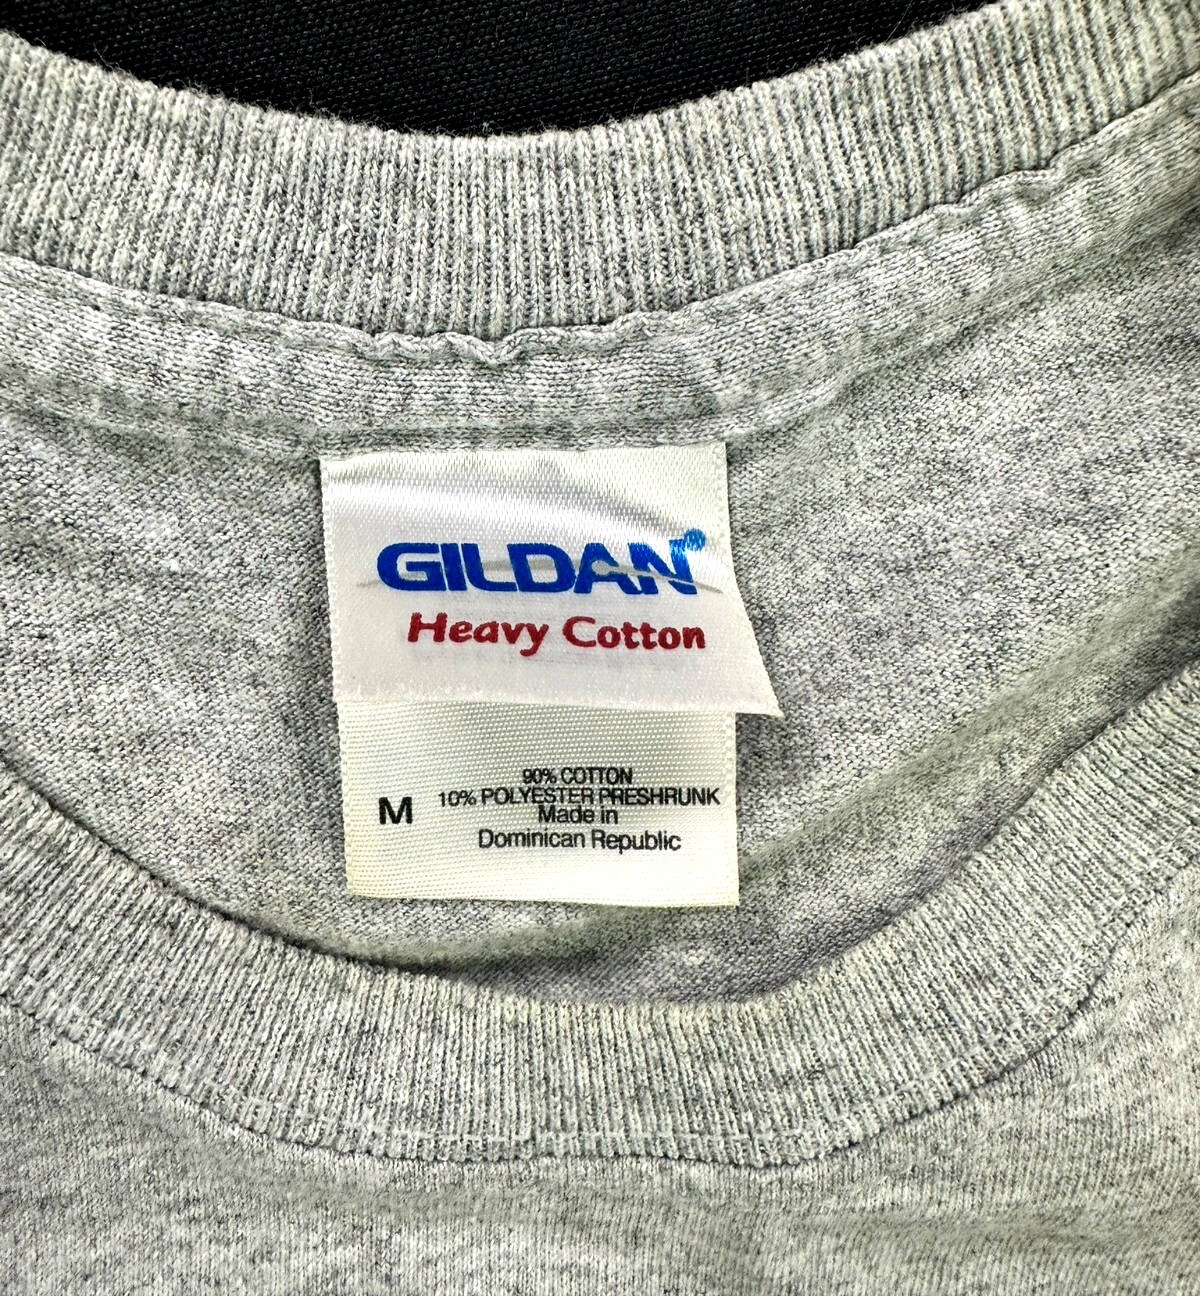 GILDAN®
Heavy Cotton
90% COTTON
10% POLYESTER PRESHRUNK
M
Made in
Dominican Republic